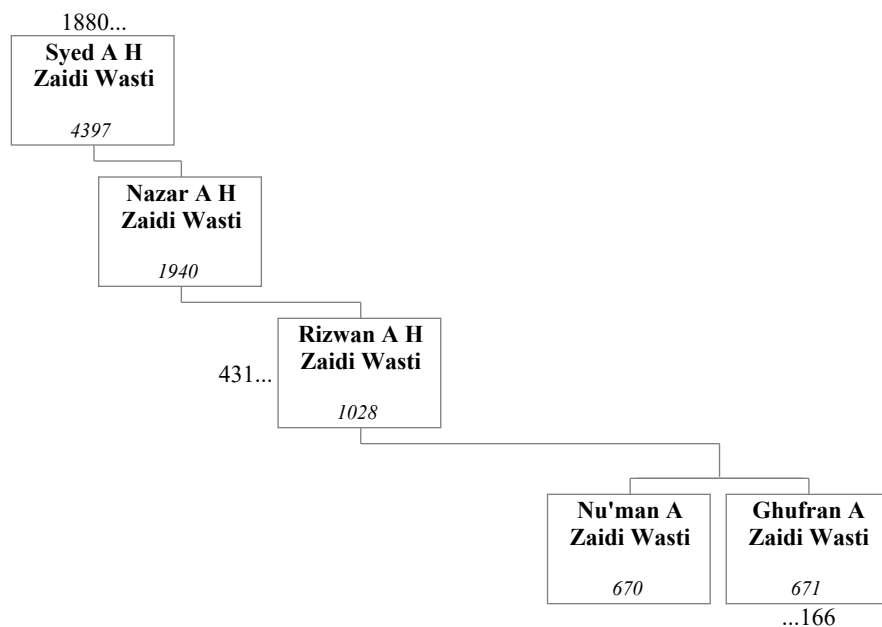 1880...
Syed A H
Zaidi Wasti
4397
Nazar A H
Zaidi Wasti
1940
Rizwan A H
Zaidi Wasti
431...
1028
Nu'man A
Zaidi Wasti
670
Ghufran A
Zaidi Wasti
671
...166